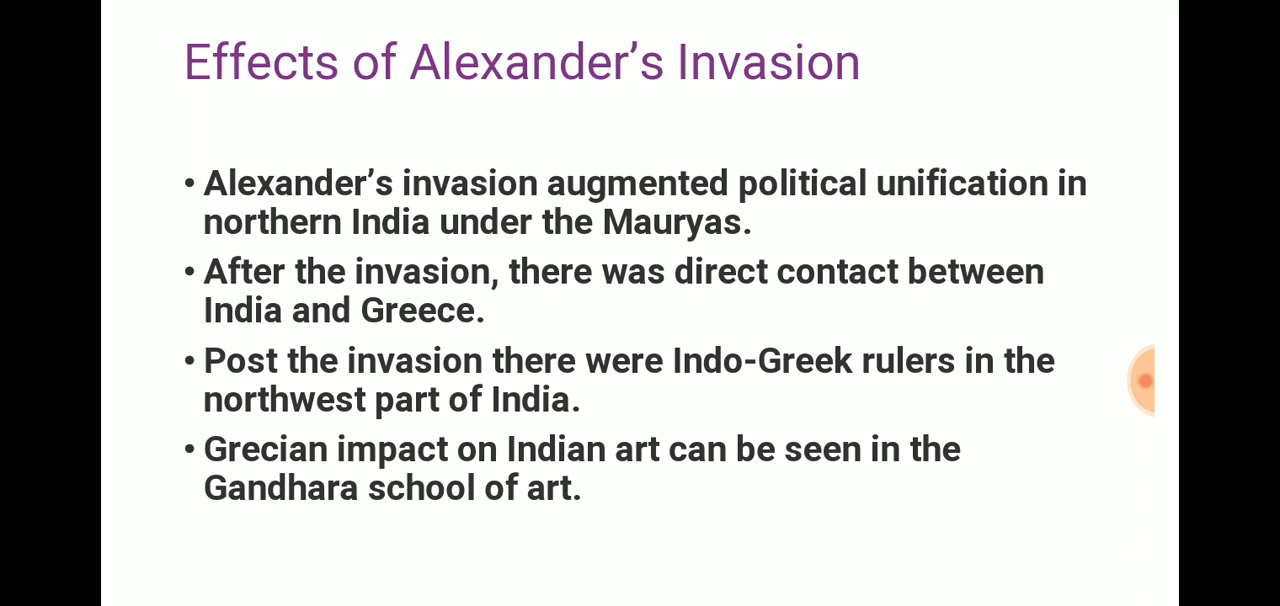 Effects of Alexander’s Invasion
• Alexander’s invasion augmented political unification in
northern India under the Mauryas.
• After the invasion, there was direct contact between
India and Greece.
• Post the invasion there were Indo-Greek rulers in the
northwest part of India.
• Grecian impact on Indian art can be seen in the
Gandhara school of art.